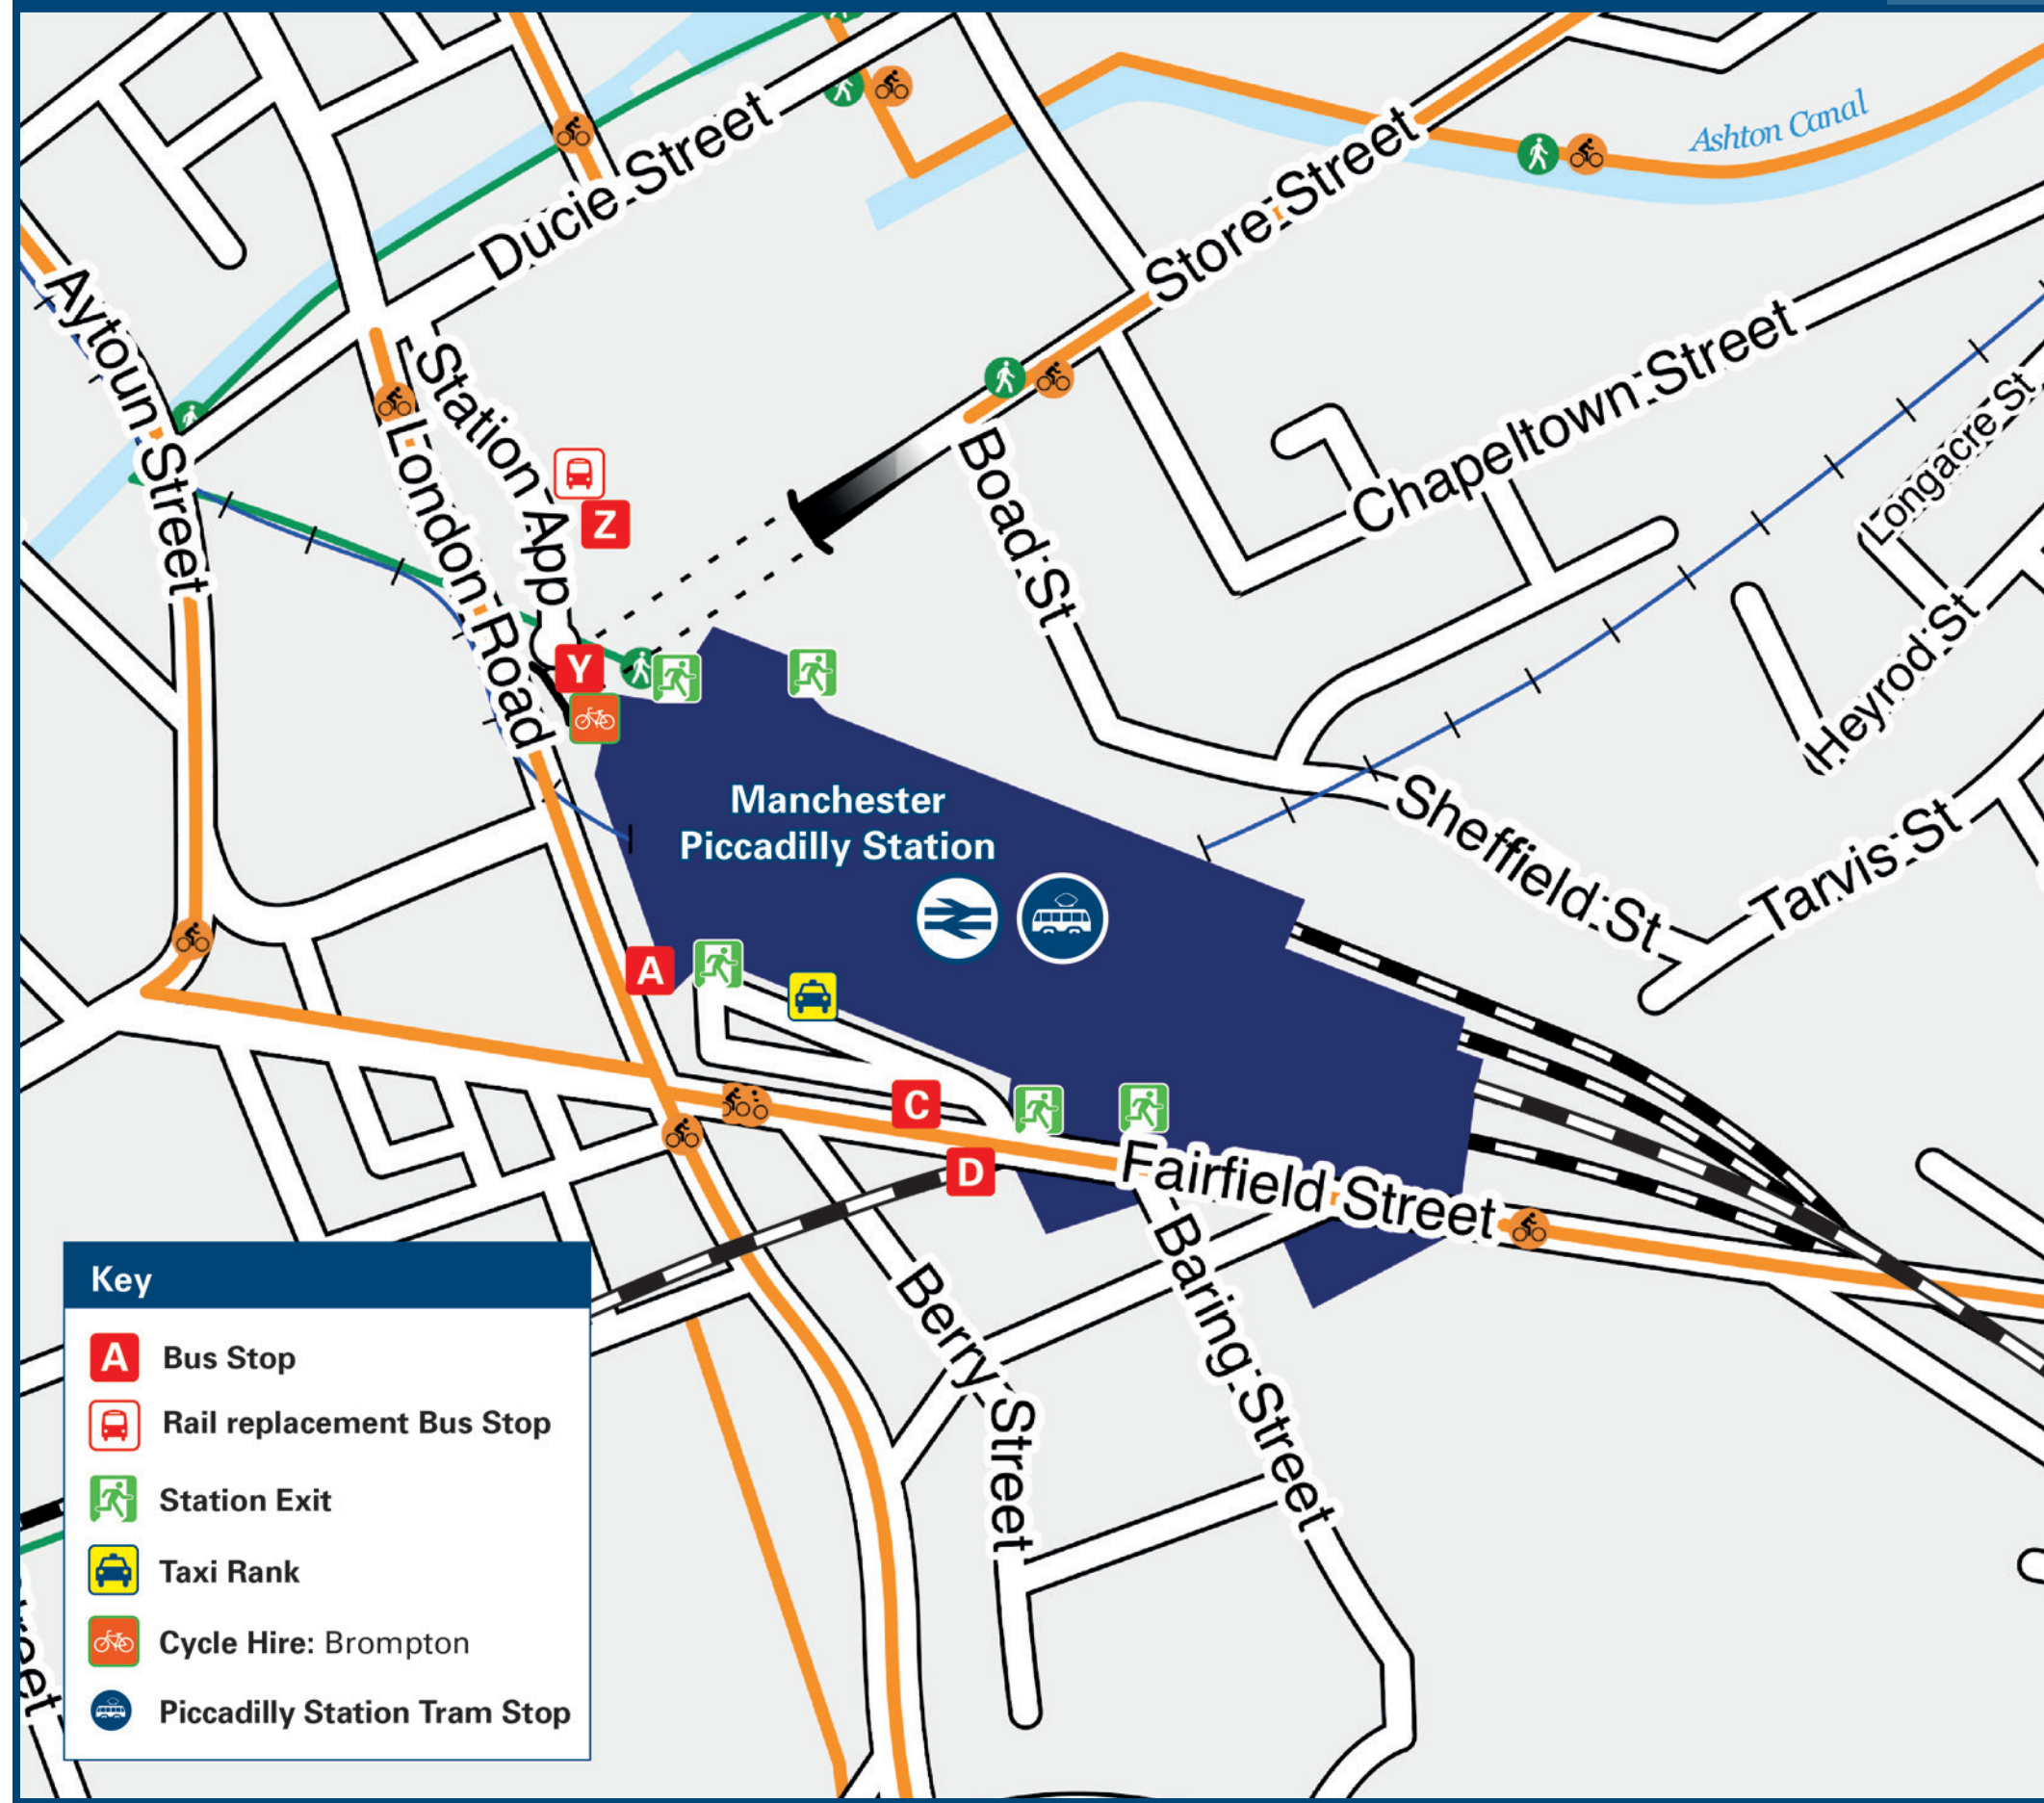 Ashton Canal
Ducie Street
Store Street
Aytoun Street
Station App
London Road
Chapeltown Street
Longacre St
Board St
Heyrod St
Z
Y
Manchester
Piccadilly Station
Sheffield St
Tarvis St
A
C
D
Fairfield Street
Baring Street
Berry Street
Key
A Bus Stop
Rail replacement Bus Stop
Station Exit
Taxi Rank
Cycle Hire: Brompton
Piccadilly Station Tram Stop